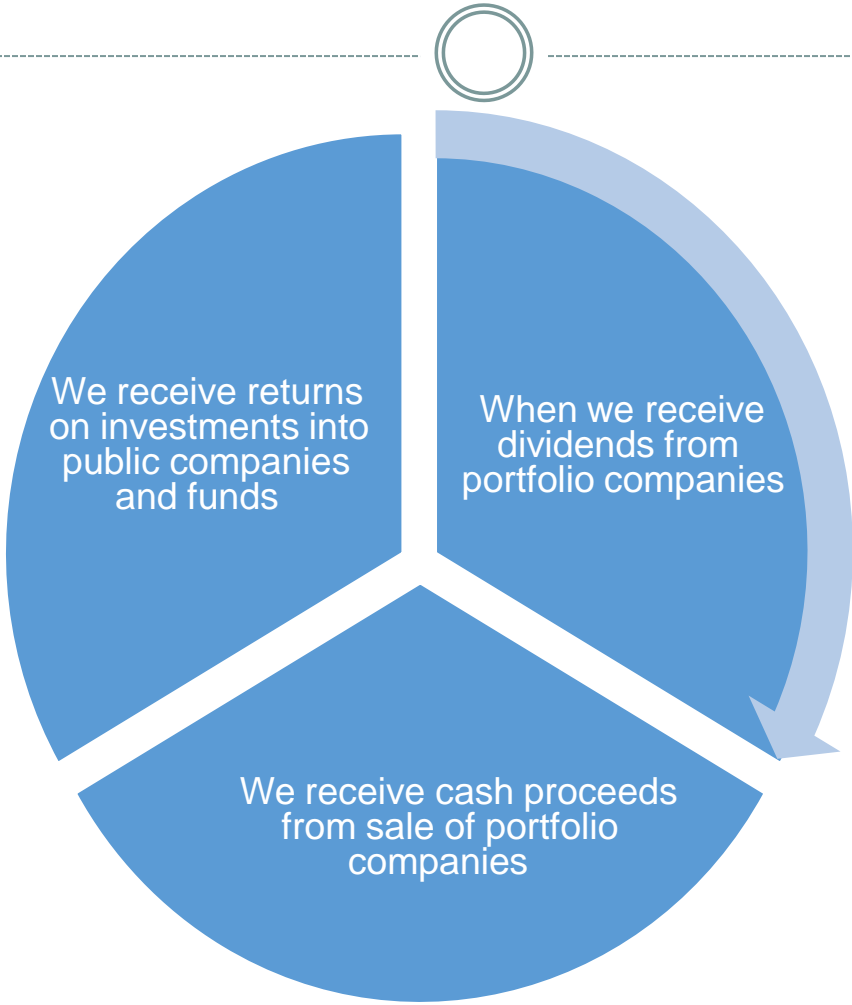 We receive returns
on investments into
public companies
and funds
When we receive
dividends from
portfolio companies
We receive cash proceeds
from sale of portfolio
companies